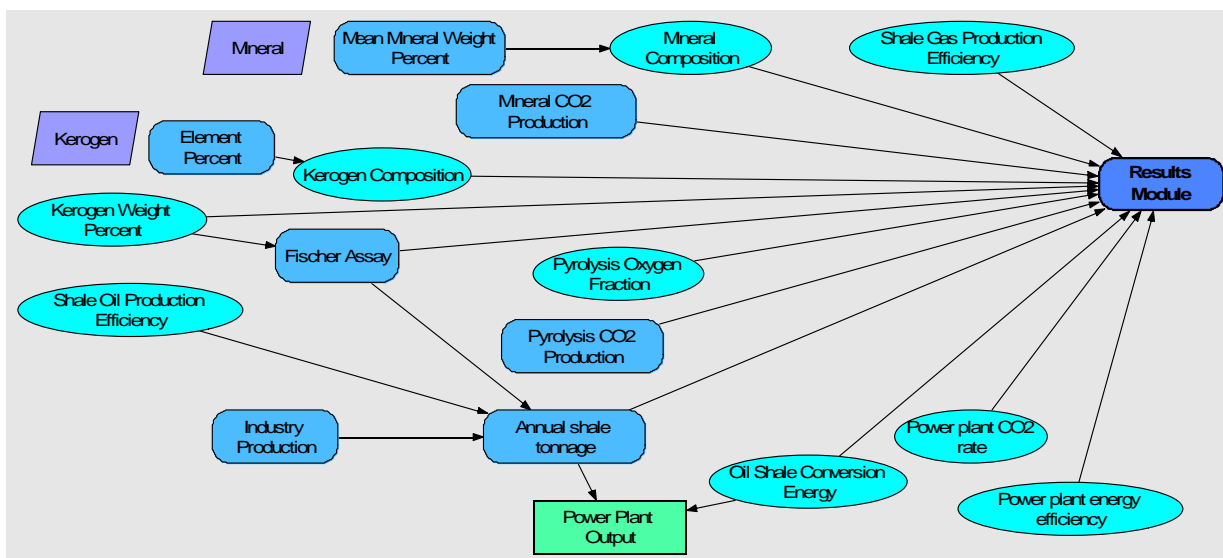 Mineral
Mean Mineral Weight
Percent
Mineral
Composition
Shale Gas Production
Efficiency
Mineral CO2
Production
Kerogen
Element
Percent
Kerogen Composition
Results
Module
Kerogen Weight
Percent
Fischer Assay
Pyrolysis Oxygen
Fraction
Shale Oil Production
Efficiency
Pyrolysis CO2
Production
Industry
Production
Annual shale
tonnage
Power plant CO2
rate
Oil Shale Conversion
Energy
Power plant energy
efficiency
Power Plant
Output